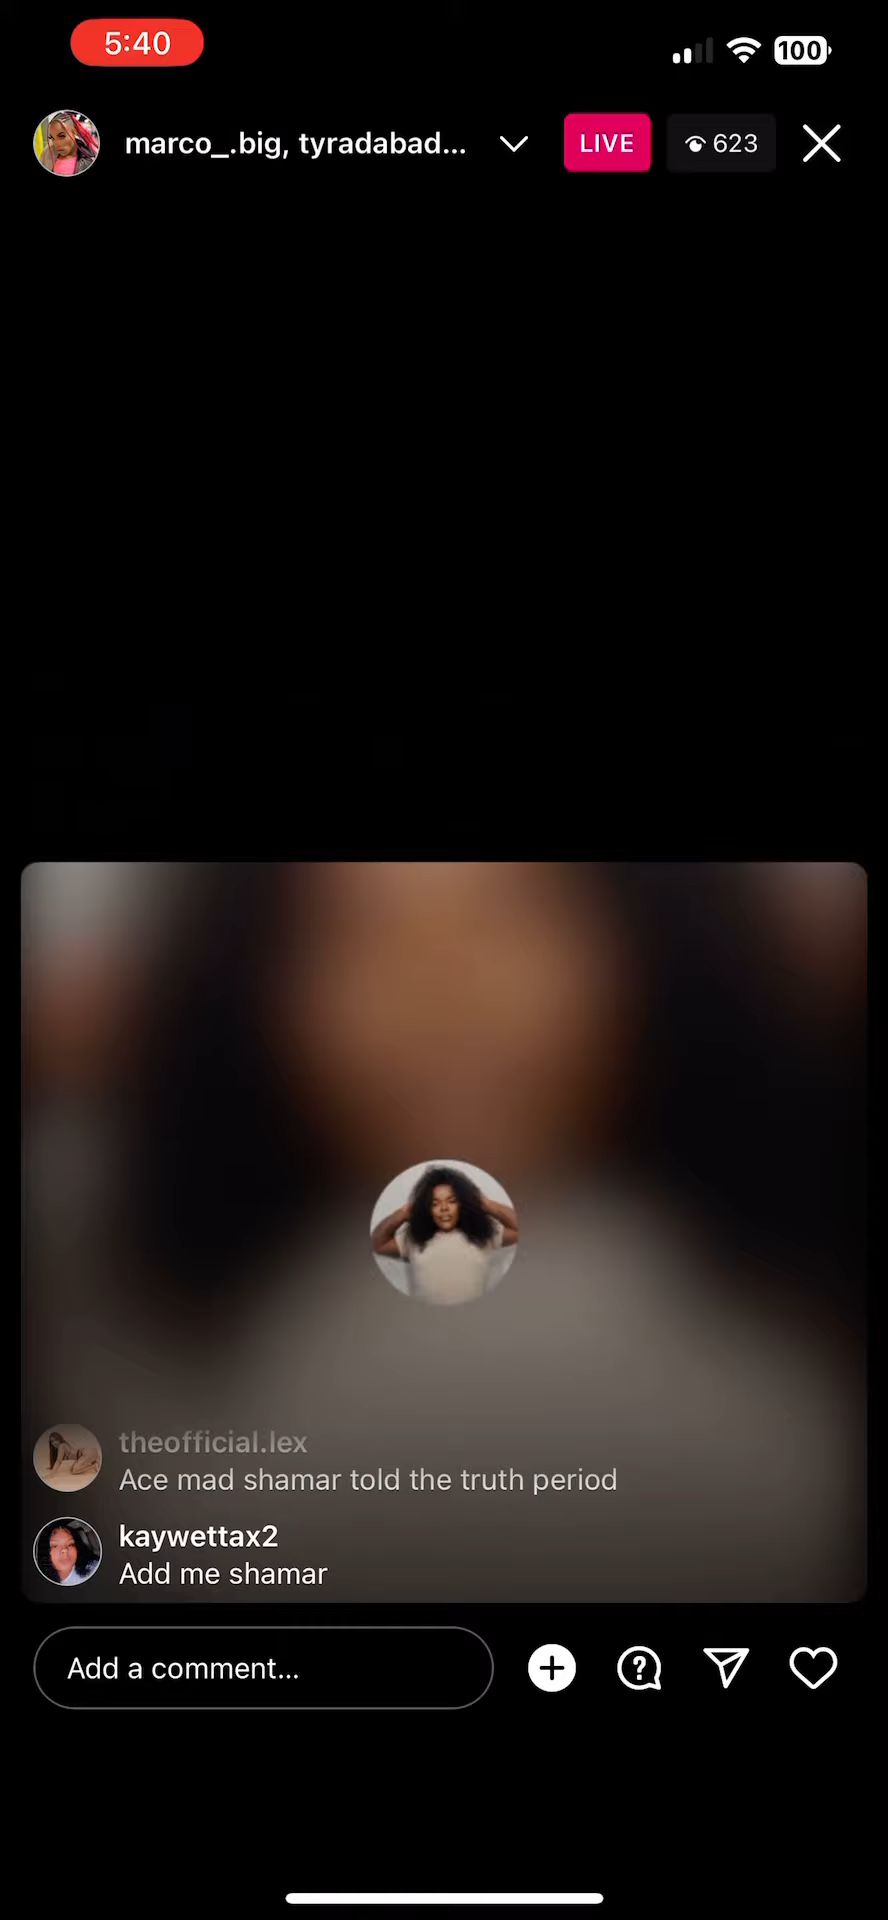 5:40
100
marco_.big, tyradabad...
LIVE
623
theofficial.lex
Ace mad shamar told the truth period
kaywettax2
Add me shamar
Add a comment...